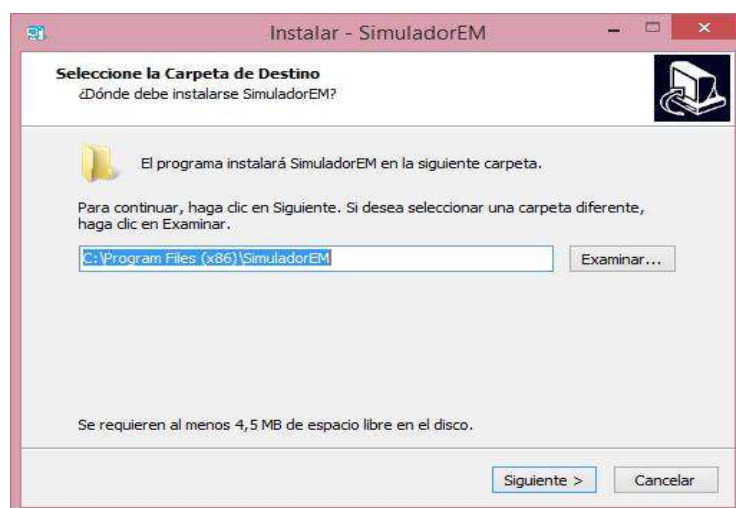 Instalar - SimuladorEM
Seleccione la Carpeta de Destino
¿Dónde debe instalarse SimuladorEM?
El programa instalará SimuladorEM en la siguiente carpeta.
Para continuar, haga clic en Siguiente. Si desea seleccionar una carpeta diferente,
haga clic en Examinar.
C:\Program Files (x86)\SimuladorEM
Examinar...
Se requieren al menos 4,5 MB de espacio libre en el disco.
Siguiente >
Cancelar